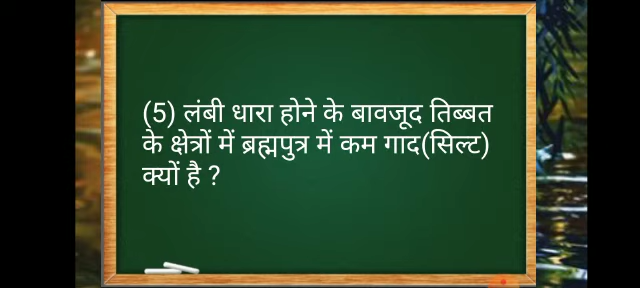 (5) लंबी धारा होने के बावजूद तिब्बत
के क्षेत्रों में ब्रह्मपुत्र में कम गाद(सिल्ट)
क्यों है ?